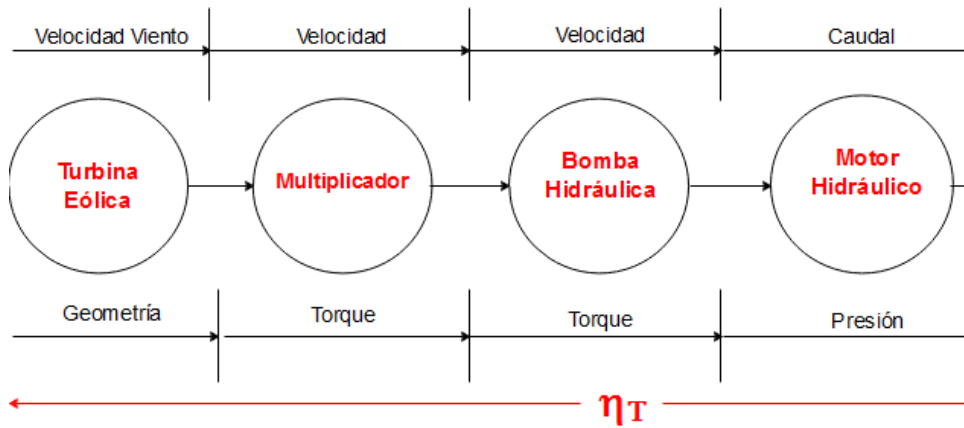 Velocidad Viento
Velocidad
Velocidad
Caudal
Turbina
Eólica
Multiplicador
Bomba
Hidráulica
Motor
Hidráulico
Geometría
Torque
Torque
Presión
ηT